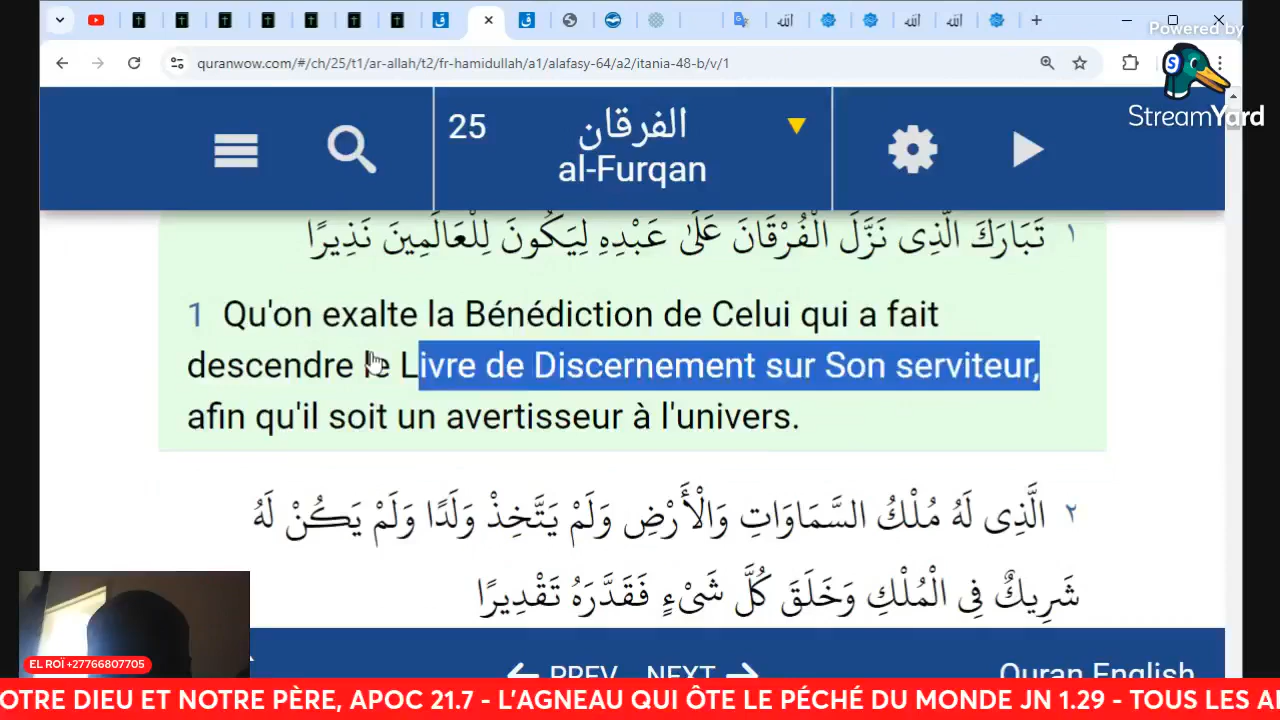 Powered by
StreamYard
quranwow.com/#/ch/25/t1/ar-allah/t2/fr-hamidullah/a1/alafasy-64/a2/itania-48-b/v/1
25
الفرقان
al-Furqan
١ تَبَارَكَ الَّذِى نَزَّلَ الْفُرْقَانَ عَلَىٰ عَبْدِهِ لِيَكُونَ لِلْعَالَمِينَ نَذِيرًا
1 Qu'on exalte la Bénédiction de Celui qui a fait
descendre le Livre de Discernement sur Son serviteur,
afin qu'il soit un avertisseur à l'univers.
٢ الَّذِى لَهُ مُلْكُ السَّمَاوَاتِ وَالْأَرْضِ وَلَمْ يَتَّخِذْ وَلَدًا وَلَمْ يَكُنْ لَهُ
شَرِيكٌ فِى الْمُلْكِ وَخَلَقَ كُلَّ شَىْءٍ فَقَدَّرَهُ تَقْدِيرًا
EL ROÏ +27766807705
PREV NEXT
Quran English
OTRE DIEU ET NOTRE PÈRE, APOC 21.7 - L'AGNEAU QUI ÔTE LE PÉCHÉ DU MONDE JN 1.29 - TOUS LES